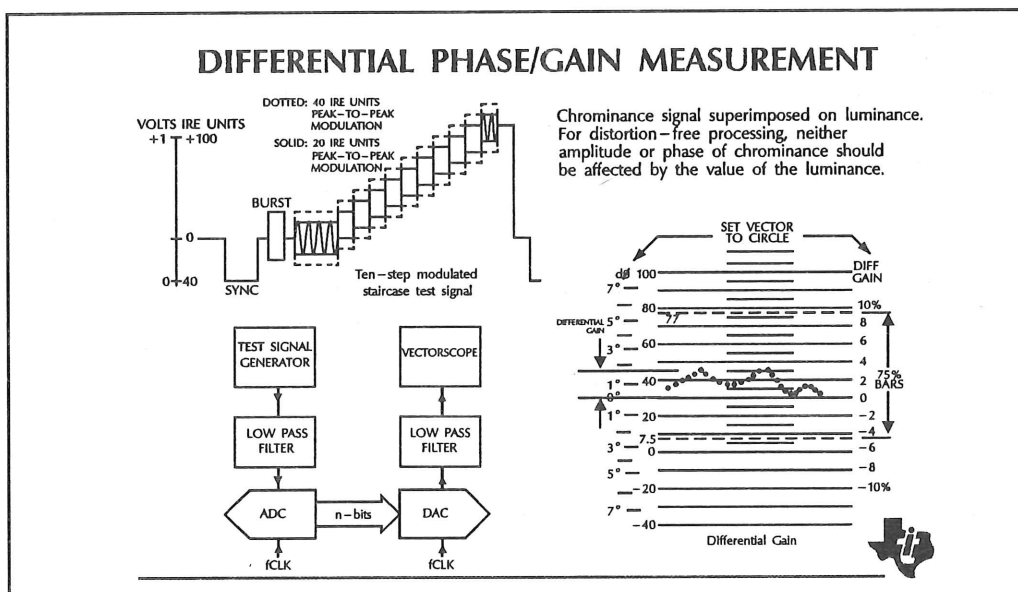 DIFFERENTIAL PHASE/GAIN MEASUREMENT
DOTTED: 40 IRE UNITS
PEAK-TO-PEAK
MODULATION
SOLID: 20 IRE UNITS
PEAK-TO-PEAK
MODULATION
VOLTS IRE UNITS
+1 +100
0
0 -40
BURST
SYNC
Ten-step modulated
staircase test signal
Chrominance signal superimposed on luminance.
For distortion-free processing, neither
amplitude or phase of chrominance should
be affected by the value of the luminance.
TEST SIGNAL
GENERATOR
VECTORSCOPE
LOW PASS
FILTER
LOW PASS
FILTER
ADC
n-bits
DAC
fCLK
fCLK
SET VECTOR
TO CIRCLE
DIFF
GAIN
dØ 100
7°
80 10%
77
5° 8
DIFFERENTIAL
GAIN
60 6
3°
4
1° 40 2
75%
BARS
0° 0
1° 20 -2
-4
7.5
3° 0 -6
5° -8
-20 -10%
7°
-40
Differential Gain
ti